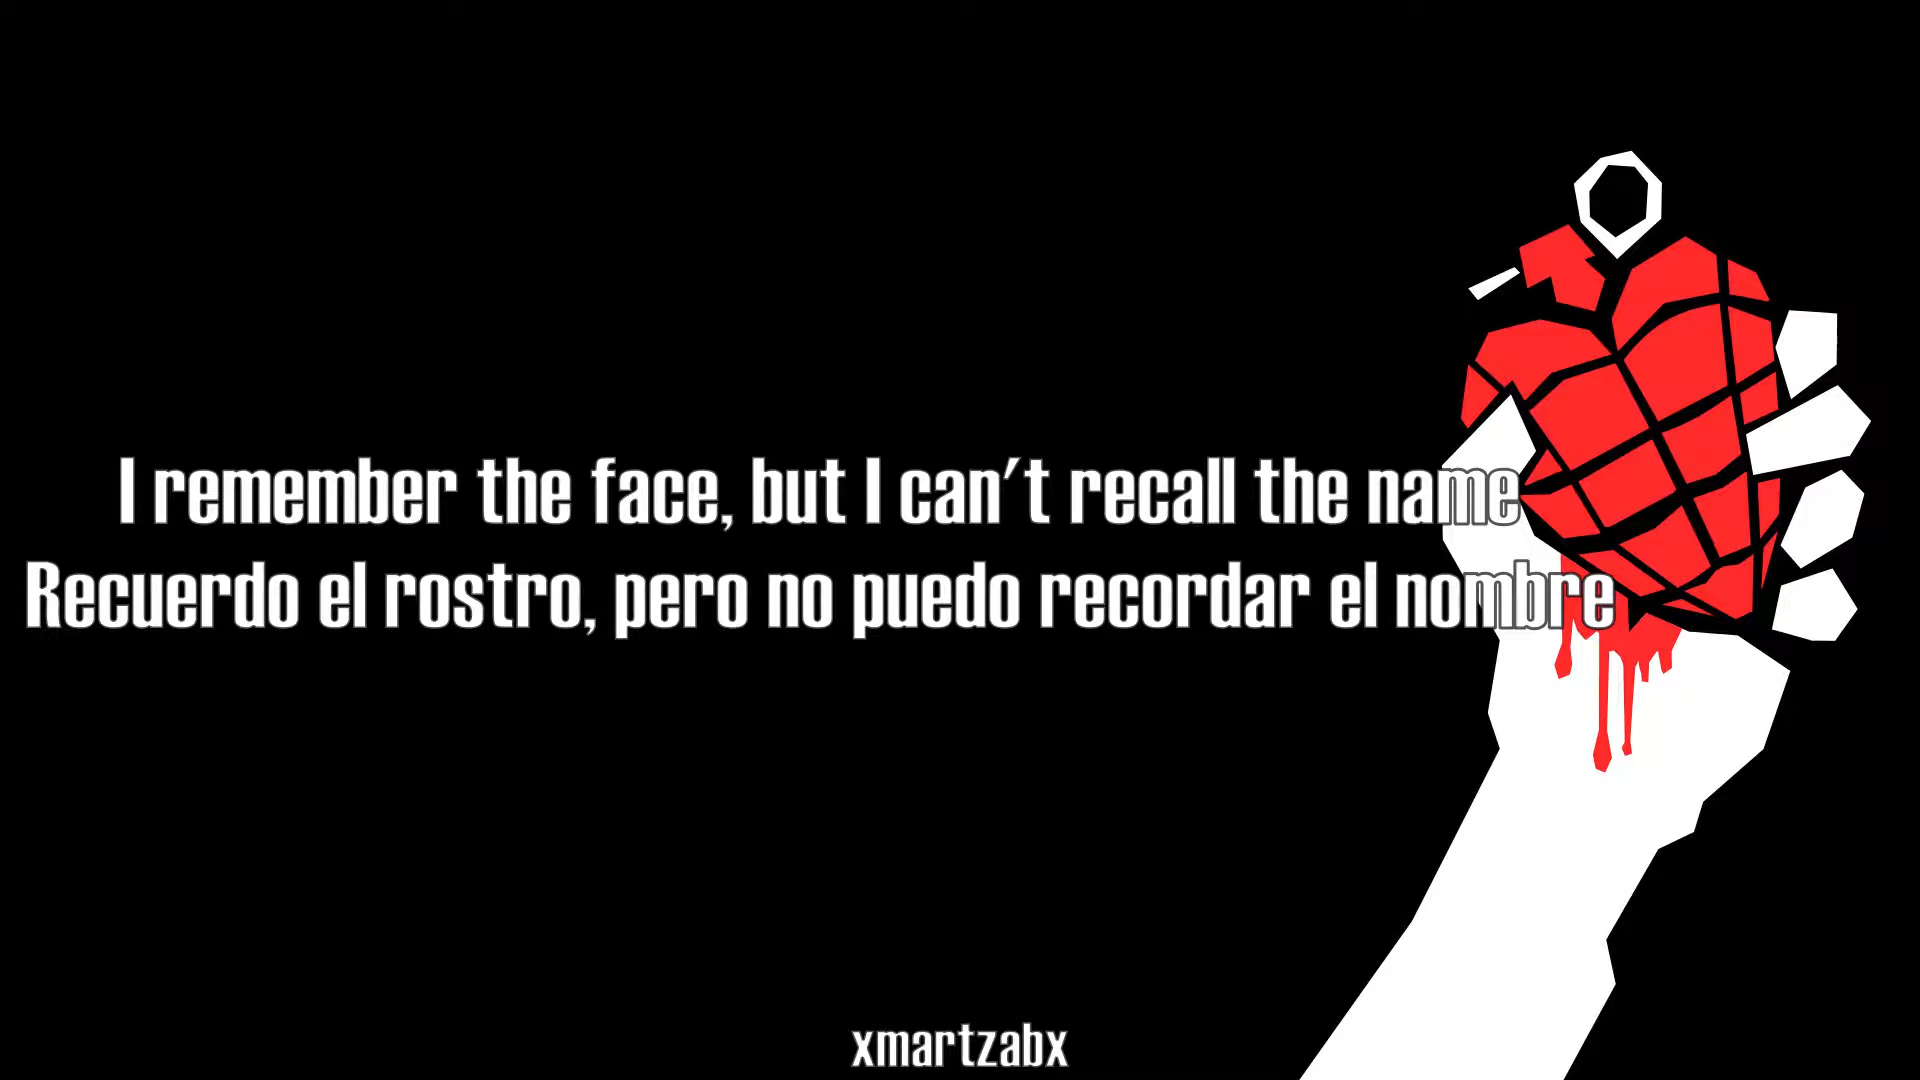 I remember the face, but I can't recall the name
Recuerdo el rostro, pero no puedo recordar el nombre
xmartzabx